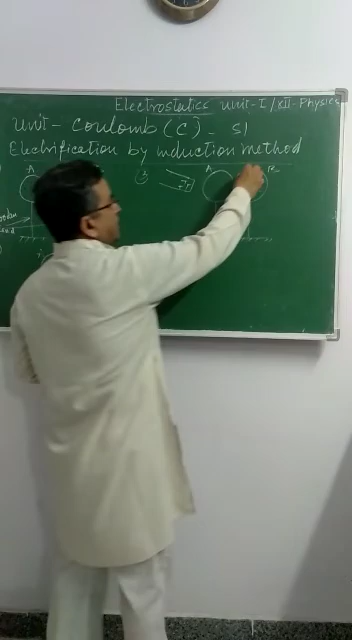 Electrostatics Unit-I/XII-Physics
Unit - Coulomb (C) - SI
Electrification by induction method
A
A B